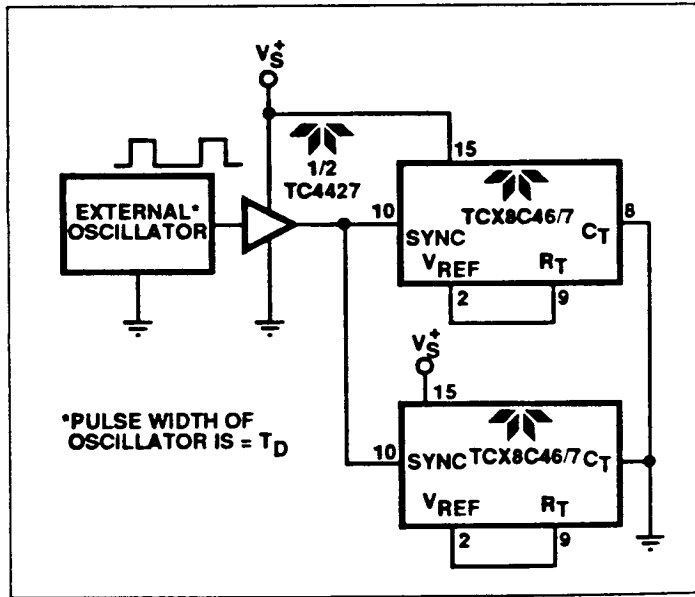 V_S^+
1/2
TC4427
15
EXTERNAL*
OSCILLATOR
10
SYNC
TCX8C46/7
C_T
8
V_REF
R_T
2
9
V_S^+
15
*PULSE WIDTH OF
OSCILLATOR IS = T_D
10
SYNC
TCX8C46/7
C_T
V_REF
R_T
2
9